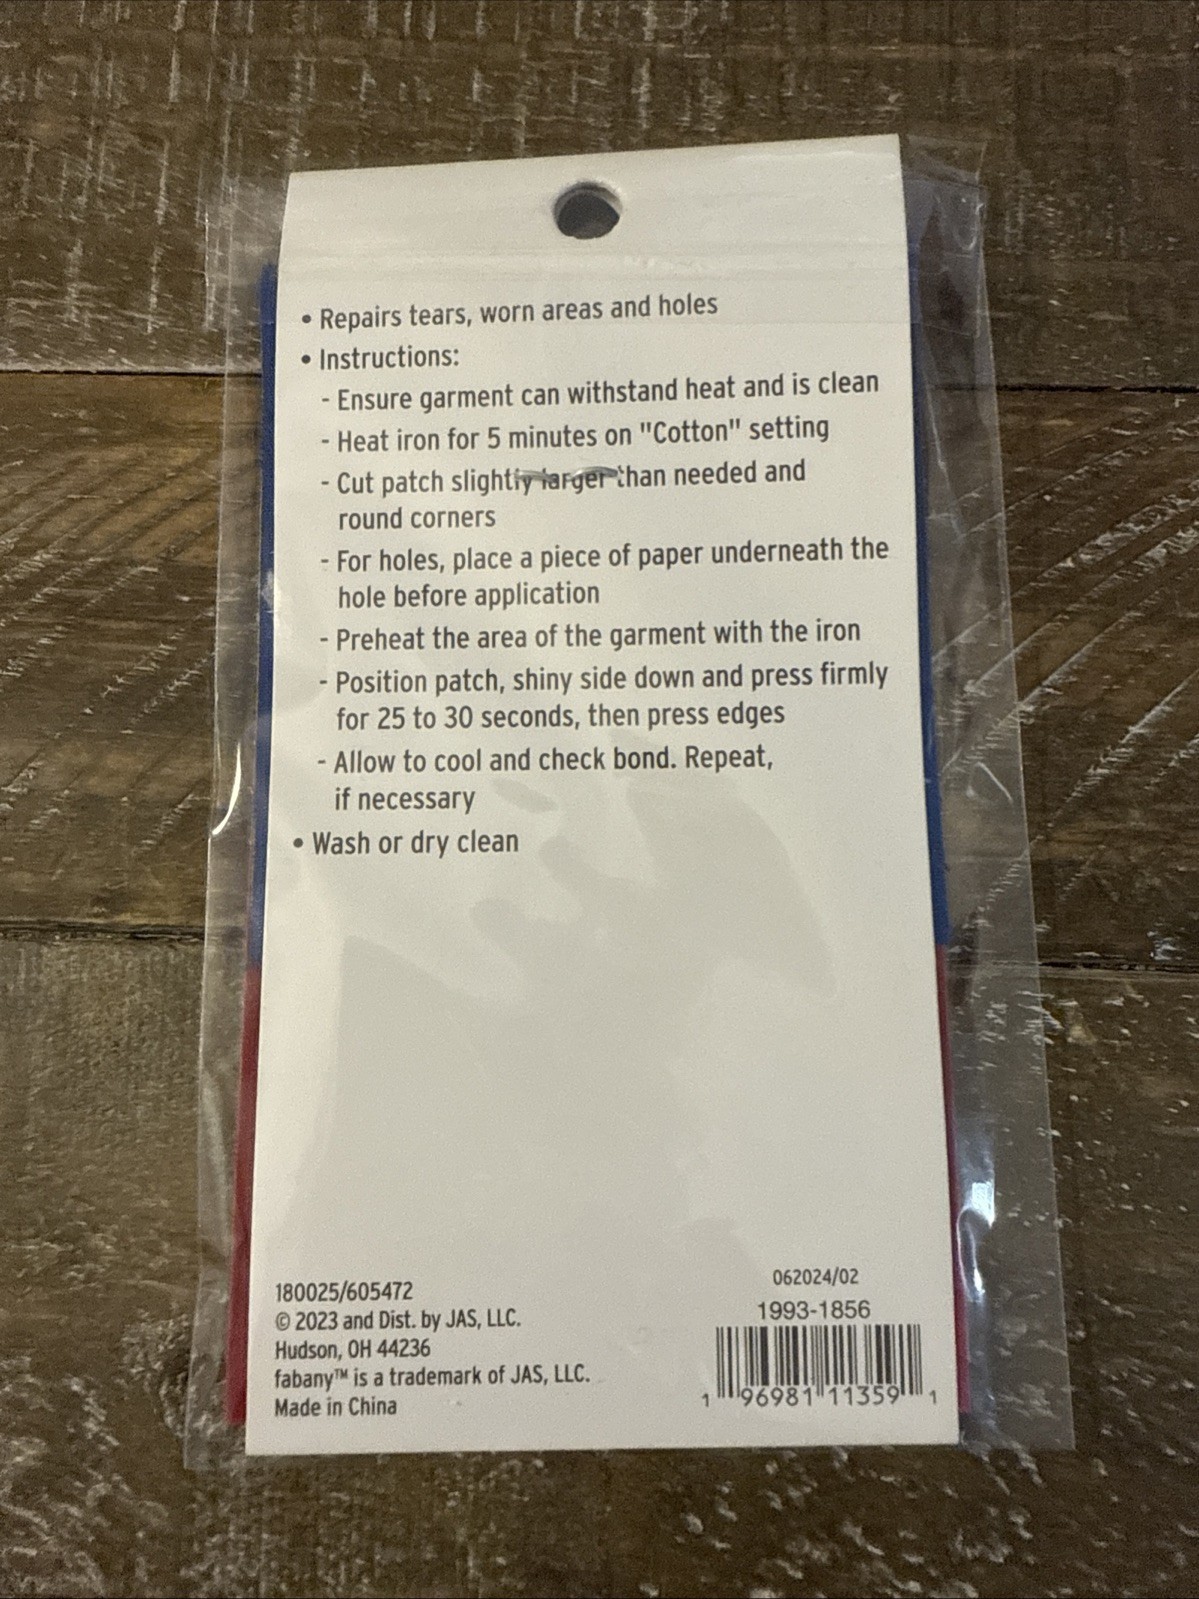 • Repairs tears, worn areas and holes
• Instructions:
- Ensure garment can withstand heat and is clean
- Heat iron for 5 minutes on "Cotton" setting
- Cut patch slightly larger than needed and
round corners
- For holes, place a piece of paper underneath the
hole before application
- Preheat the area of the garment with the iron
- Position patch, shiny side down and press firmly
for 25 to 30 seconds, then press edges
- Allow to cool and check bond. Repeat,
if necessary
• Wash or dry clean
180025/605472
© 2023 and Dist. by JAS, LLC.
Hudson, OH 44236
fabany™ is a trademark of JAS, LLC.
Made in China
062024/02
1993-1856
1 96981 11359 1